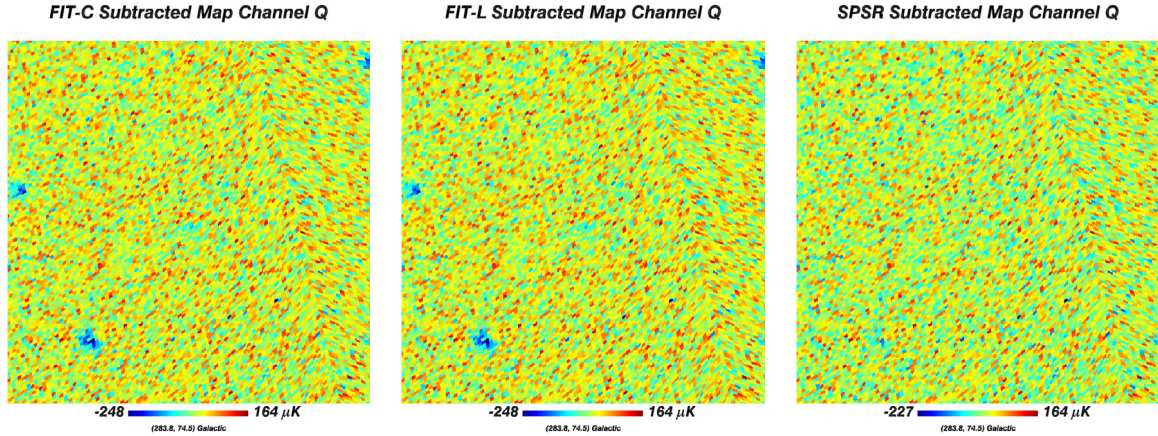 FIT-C Subtracted Map Channel Q
FIT-L Subtracted Map Channel Q
SPSR Subtracted Map Channel Q
-248 164 μK
-248 164 μK
-227 164 μK
(283.8, 74.5) Galactic
(283.8, 74.5) Galactic
(283.8, 74.5) Galactic